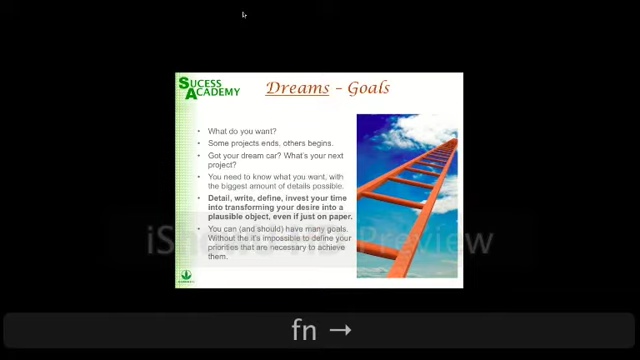 SUCESS
ACADEMY
Dreams – Goals
• What do you want?
• Some projects ends, others begins.
• Got your dream car? What's your next
project?
• You need to know what you want, with
the biggest amount of details possible.
• Detail, write, define, invest your time
into transforming your desire into a
plausible object, even if just on paper.
• You can (and should) have many goals.
Without the it's impossible to define your
priorities that are necessary to achieve
them.
Preview
fn →